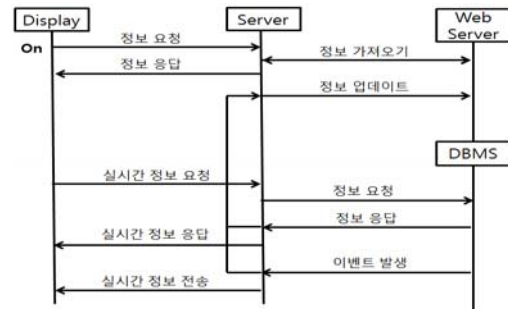 Display
Server
Web
Server
On
정보 요청
정보 가져오기
정보 응답
정보 업데이트
DBMS
실시간 정보 요청
정보 요청
정보 응답
실시간 정보 응답
이벤트 발생
실시간 정보 전송